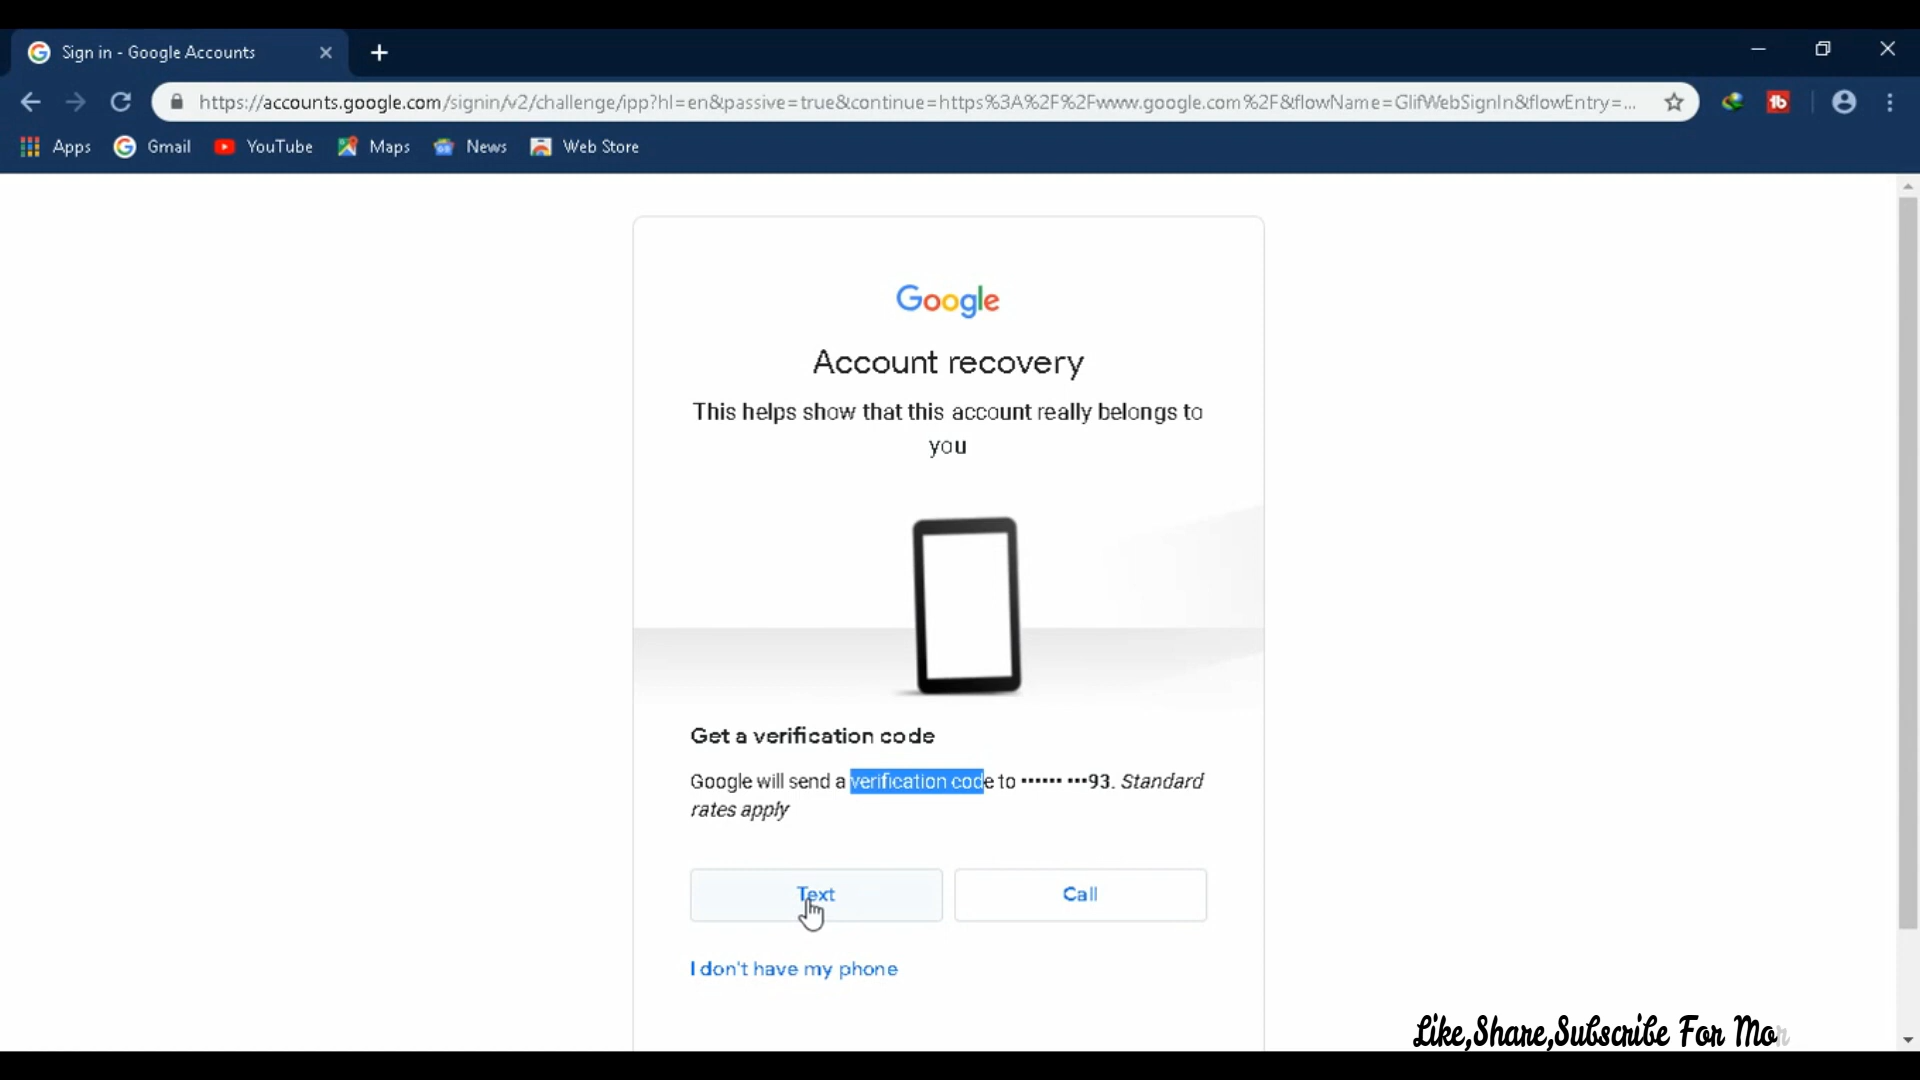 Sign in - Google Accounts
https://accounts.google.com/signin/v2/challenge/ipp?hl=en&passive=true&continue=https%3A%2F%2Fwww.google.com%2F&flowName=GlifWebSignIn&flowEntry=...
Apps Gmail YouTube Maps News Web Store
Google
Account recovery
This helps show that this account really belongs to
you
Get a verification code
Google will send a verification code to •••••• •••93. Standard
rates apply
Text Call
I don't have my phone
Like,Share,Subscribe For Mor